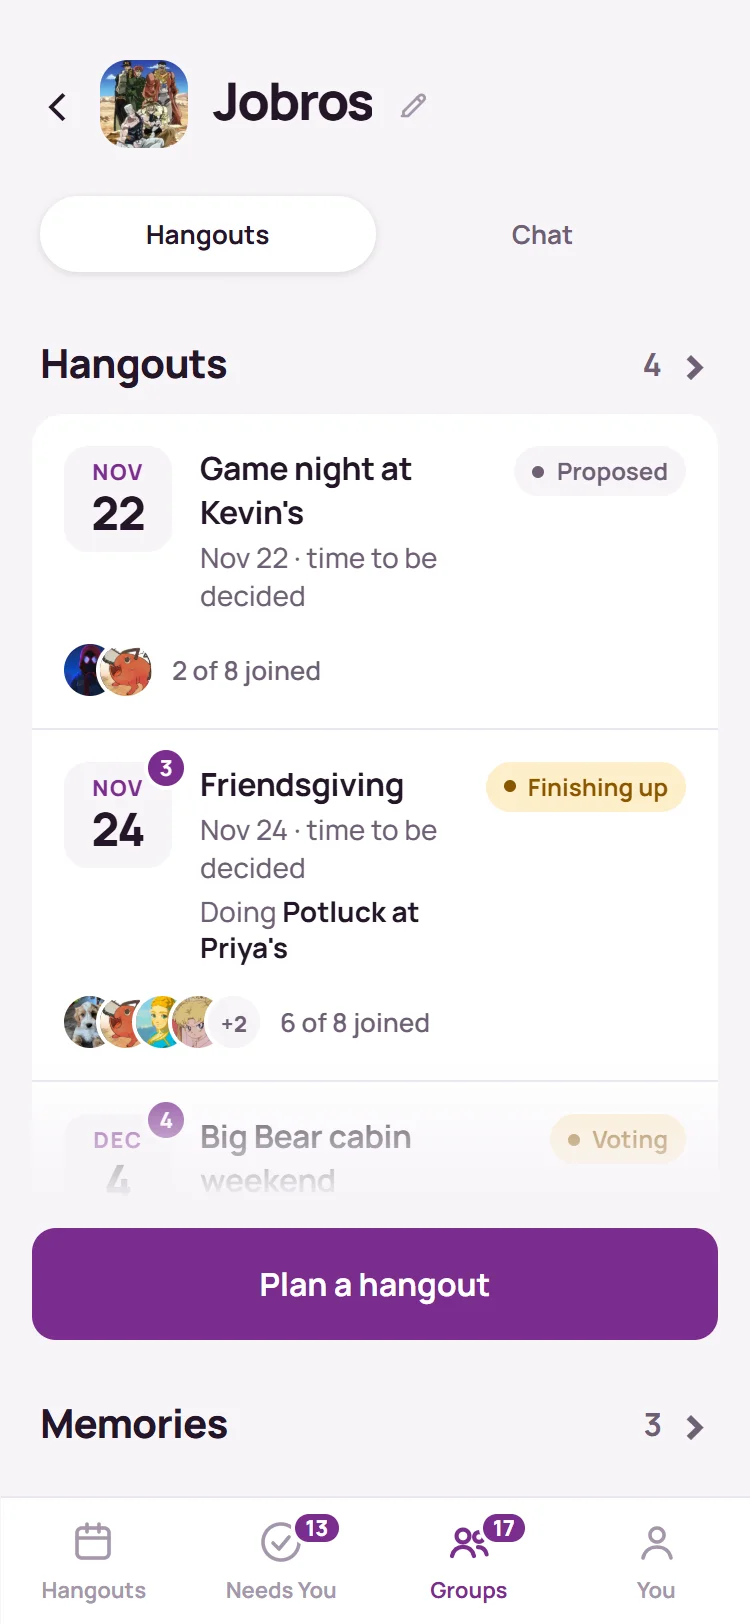 Jobros
Hangouts
Chat
Hangouts
4
NOV
22
Game night at
Kevin's
Proposed
Nov 22 · time to be
decided
2 of 8 joined
3
NOV
24
Friendsgiving
Finishing up
Nov 24 · time to be
decided
Doing Potluck at
Priya's
+2
6 of 8 joined
4
DEC
4
Big Bear cabin
weekend
Voting
Plan a hangout
Memories
3
13
17
Hangouts
Needs You
Groups
You